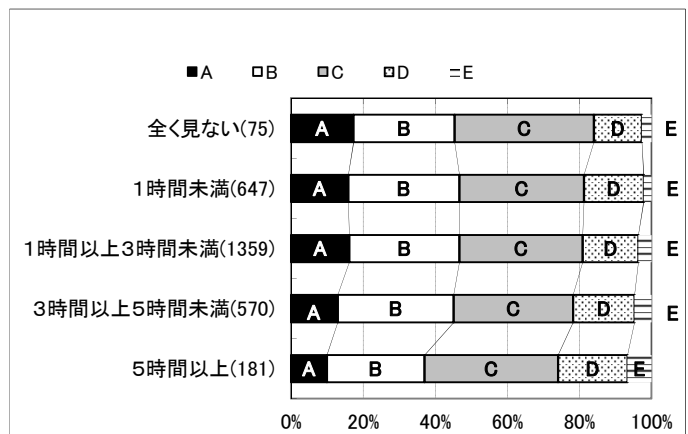 ■A □B ■C ▨D ☰E
全く見ない(75) A B C D E
1時間未満(647) A B C D E
1時間以上3時間未満(1359) A B C D E
3時間以上5時間未満(570) A B C D E
5時間以上(181) A B C D E
0% 20% 40% 60% 80% 100%